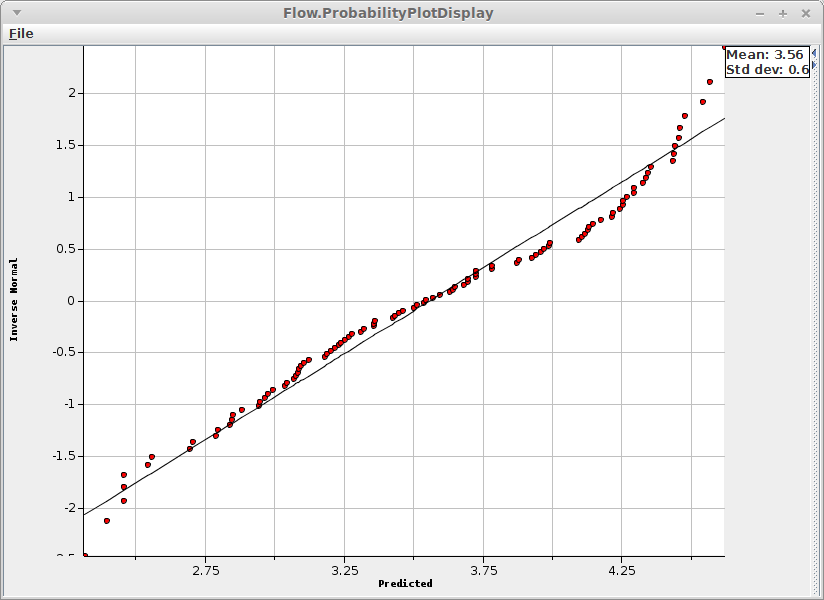 Flow.ProbabilityPlotDisplay
File
Mean: 3.56
Std dev: 0.6
2
1.5
1
0.5
0
-0.5
-1
-1.5
-2
Inverse Normal
2.75 3.25 3.75 4.25
Predicted